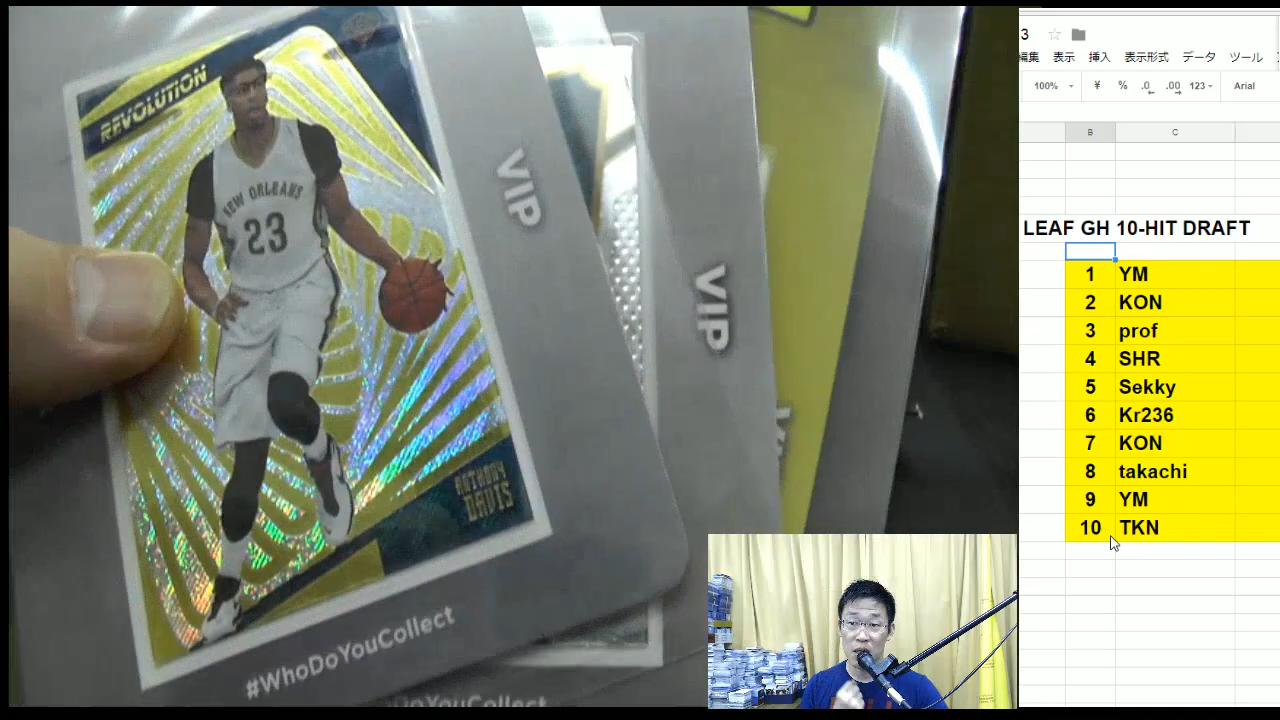 REVOLUTION
NEW ORLEANS
23
ANTHONY
DAVIS
VIP
#WhoDoYouCollect
VIP
DoYouCollect
3
編集 表示 挿入 表示形式 データ ツール
100% ¥ % .0 .00 123 Arial
B C
LEAF GH 10-HIT DRAFT
1 YM
2 KON
3 prof
4 SHR
5 Sekky
6 Kr236
7 KON
8 takachi
9 YM
10 TKN